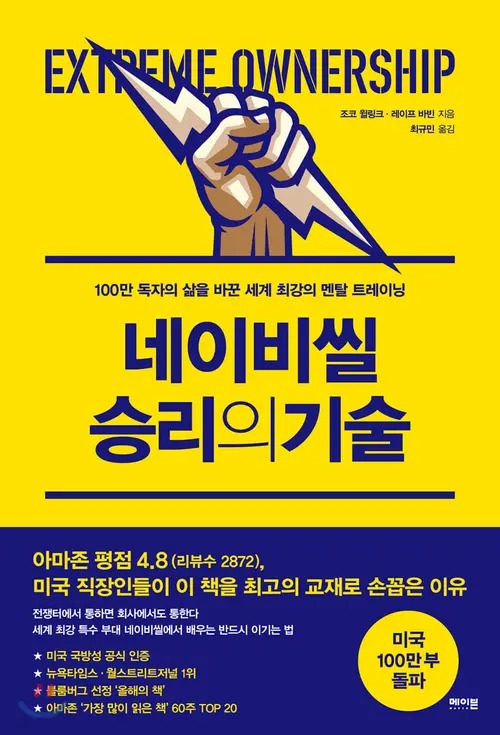 EXTREME OWNERSHIP
조코 윌링크 · 레이프 바빈 지음
최규민 옮김
100만 독자의 삶을 바꾼 세계 최강의 멘탈 트레이닝
네이비씰
승리의 기술
아마존 평점 4.8 (리뷰수 2872),
미국 직장인들이 이 책을 최고의 교재로 손꼽은 이유
전쟁터에서 통하면 회사에서도 통한다
세계 최강 특수 부대 네이비씰에서 배우는 반드시 이기는 법
★ 미국 국방성 공식 인증
★ 뉴욕타임스 · 월스트리트저널 1위
★ 블룸버그 선정 '올해의 책'
★ 아마존 '가장 많이 읽은 책' 60주 TOP 20
미국
100만 부
돌파
메이븐